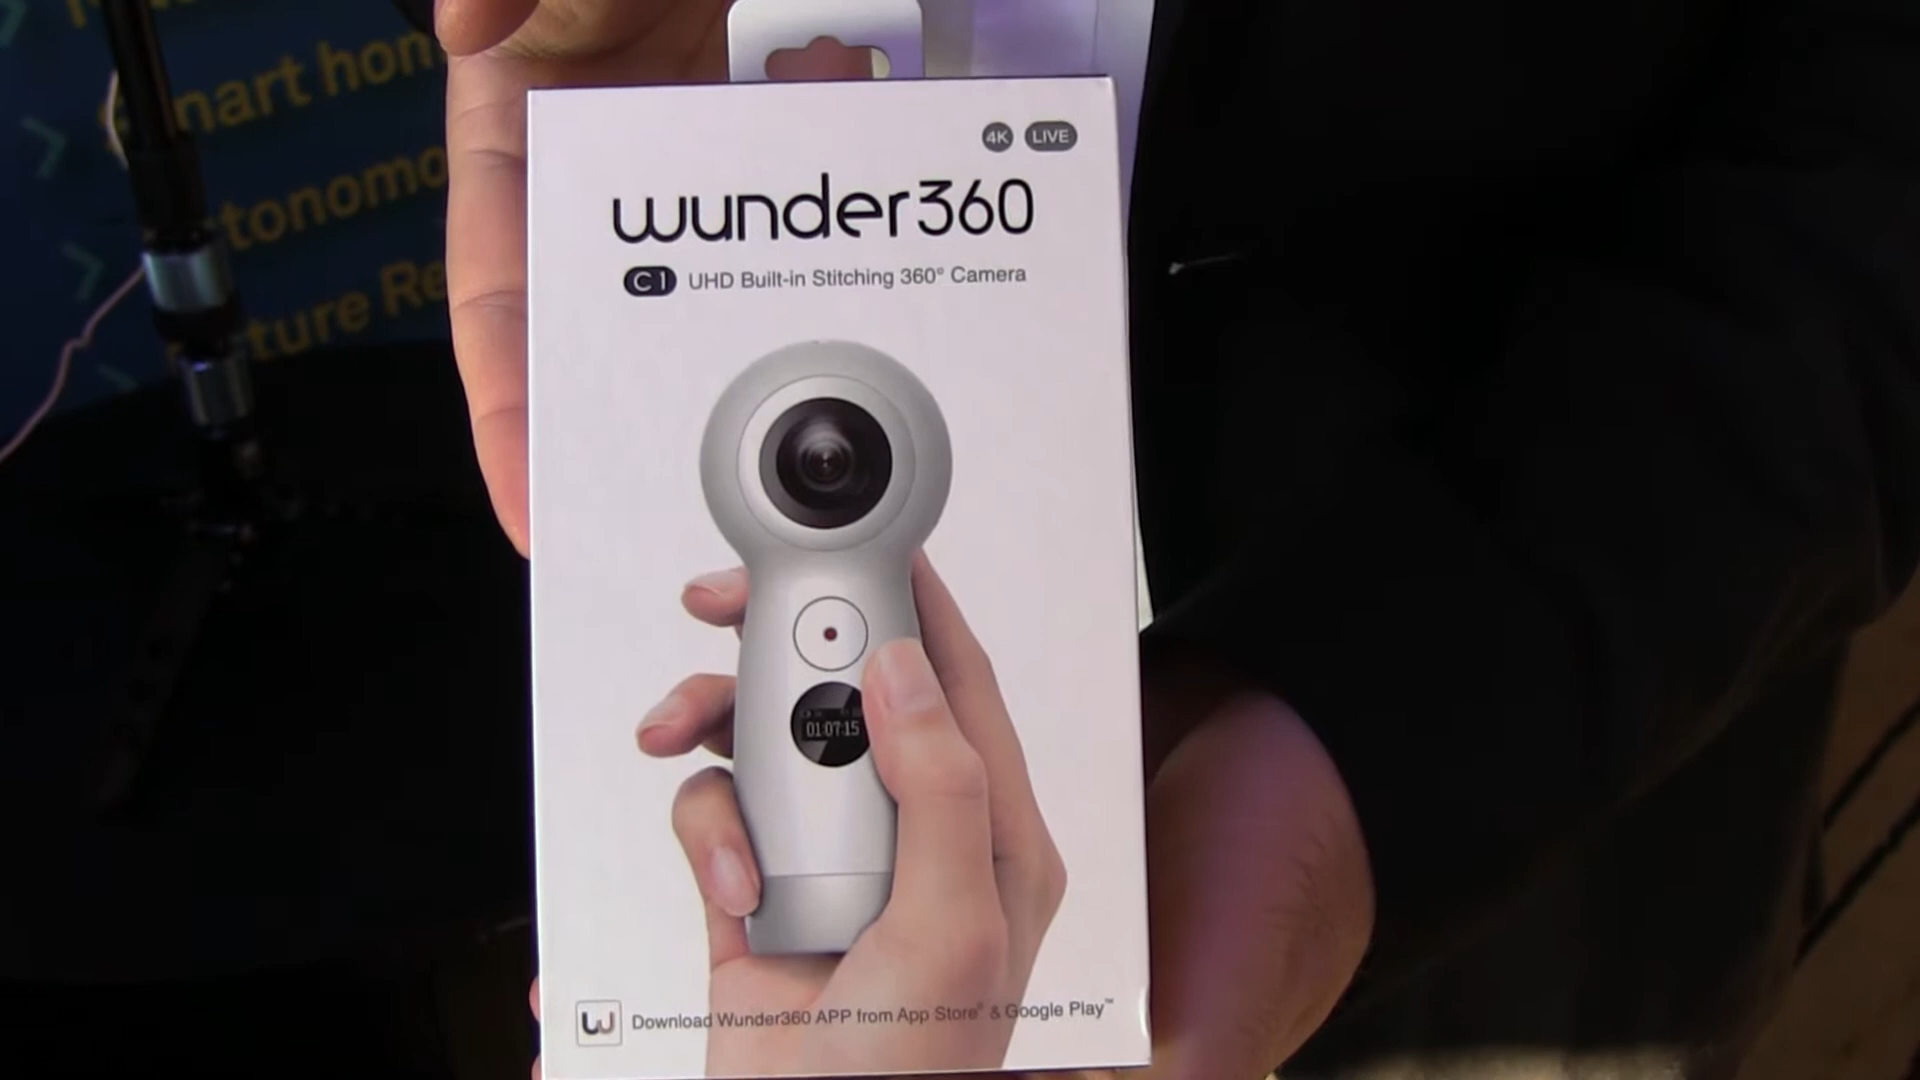 4K LIVE
wunder360
C1 UHD Built-in Stitching 360° Camera
01:07:15
Download Wunder360 APP from App Store® & Google Play™